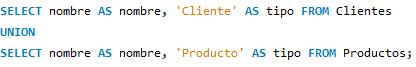 SELECT nombre AS nombre, 'Cliente' AS tipo FROM Clientes
UNION
SELECT nombre AS nombre, 'Producto' AS tipo FROM Productos;